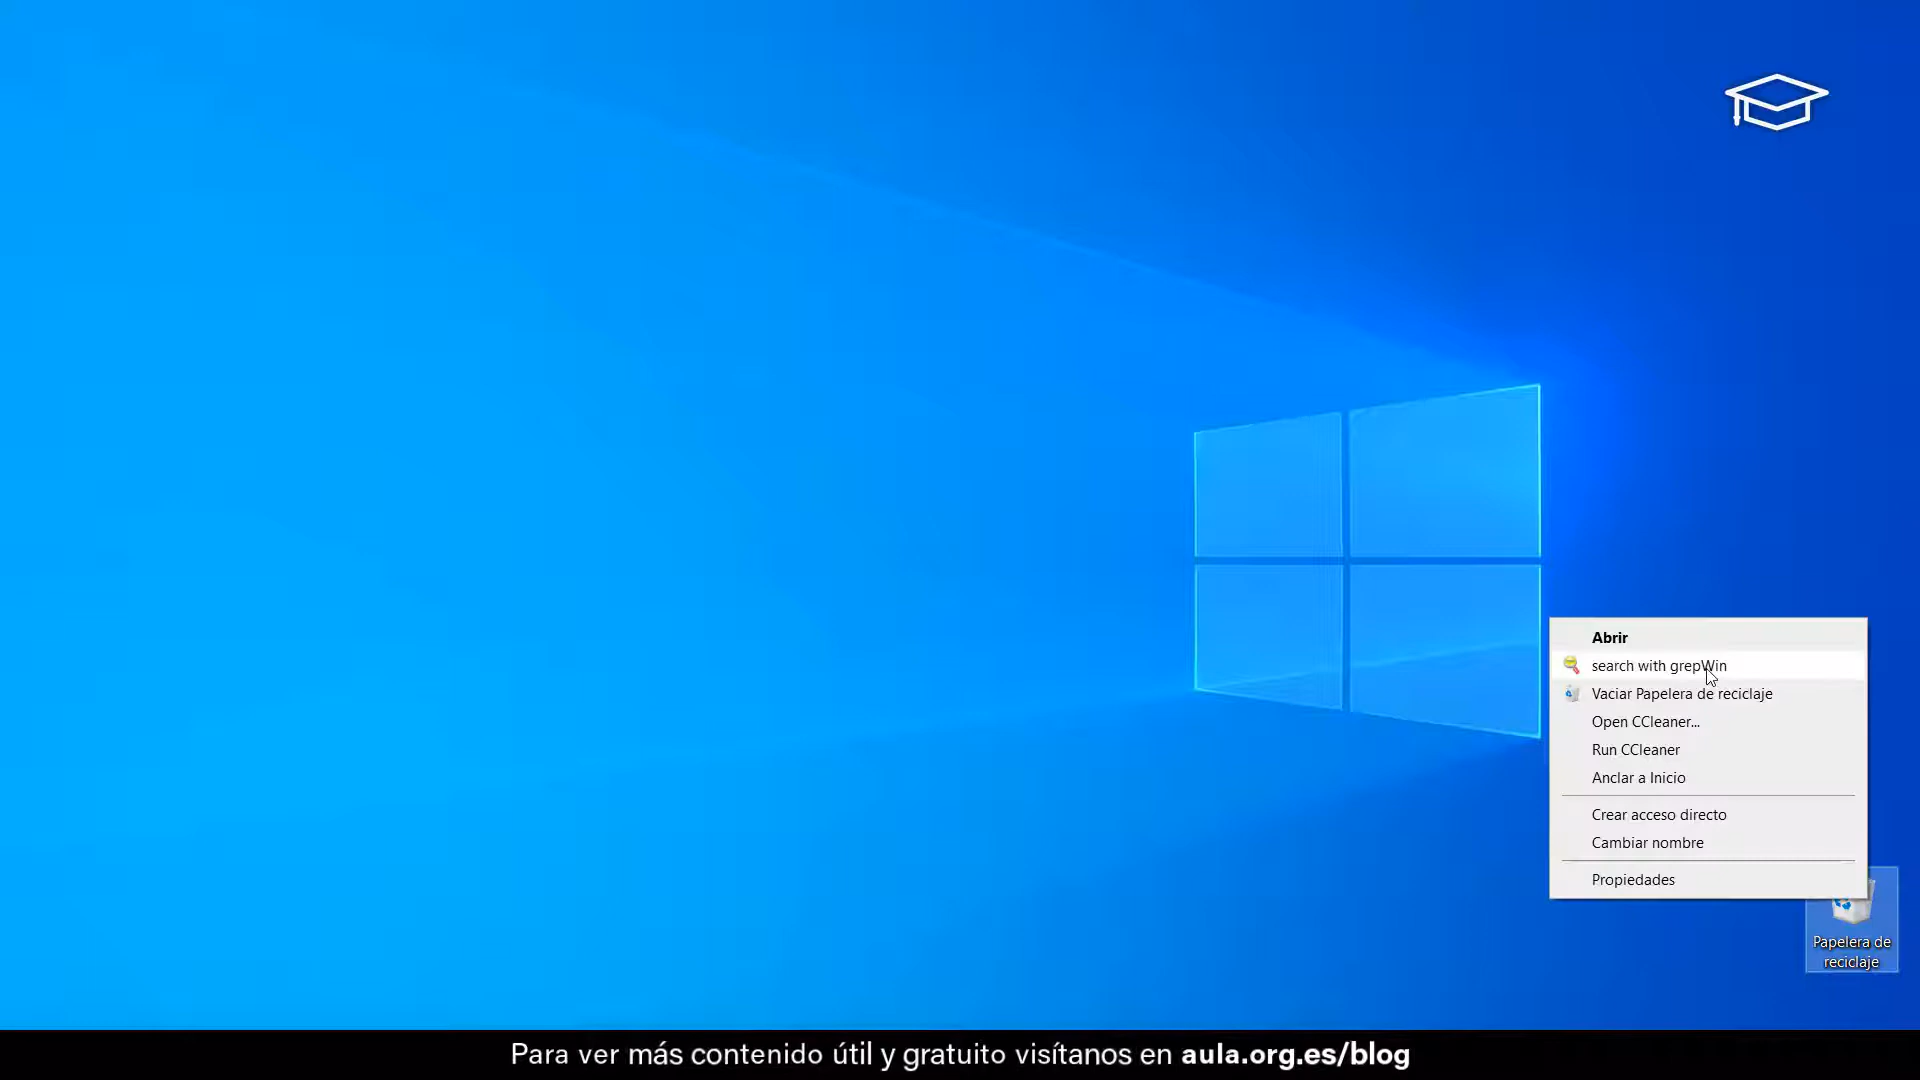 Abrir
search with grepWin
Vaciar Papelera de reciclaje
Open CCleaner...
Run CCleaner
Anclar a Inicio
Crear acceso directo
Cambiar nombre
Propiedades
Papelera de
reciclaje
Para ver más contenido útil y gratuito visítanos en aula.org.es/blog